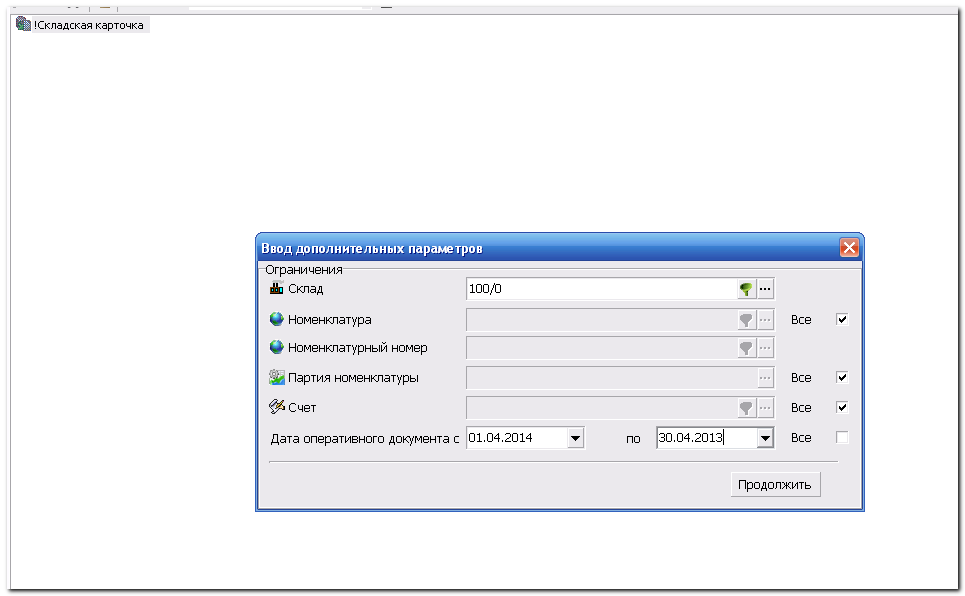 !Складская карточка
Ввод дополнительных параметров
Ограничения
Склад 100/0 ...
Номенклатура ... Все
Номенклатурный номер ...
Партия номенклатуры ... Все
Счет ... Все
Дата оперативного документа с 01.04.2014 по 30.04.2013 Все
Продолжить